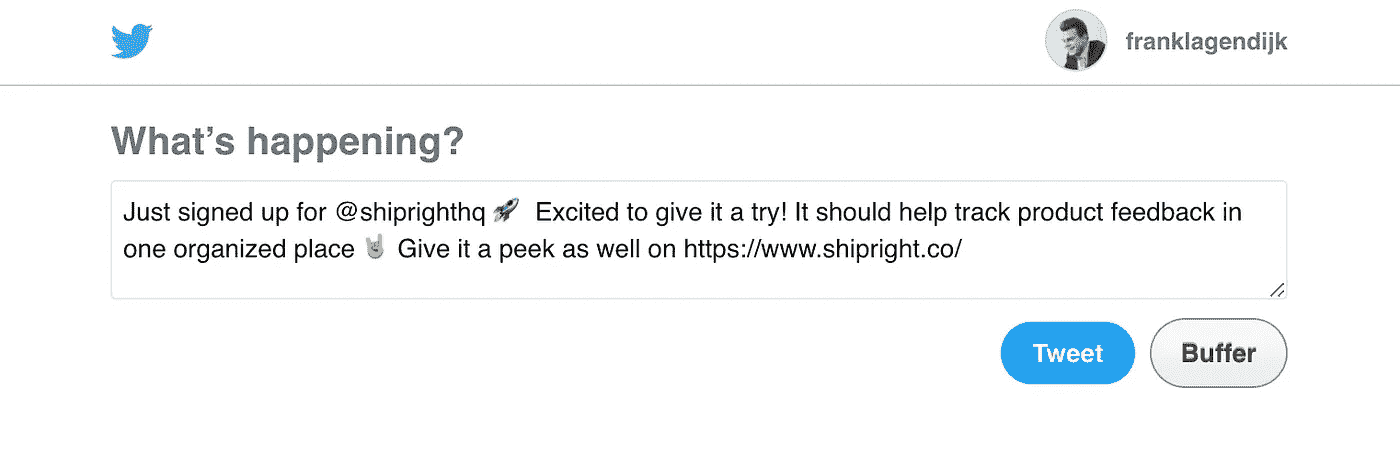 franklagendijk
What’s happening?
Just signed up for @shiprighthq 🚀 Excited to give it a try! It should help track product feedback in
one organized place 🤘 Give it a peek as well on https://www.shipright.co/
Tweet
Buffer